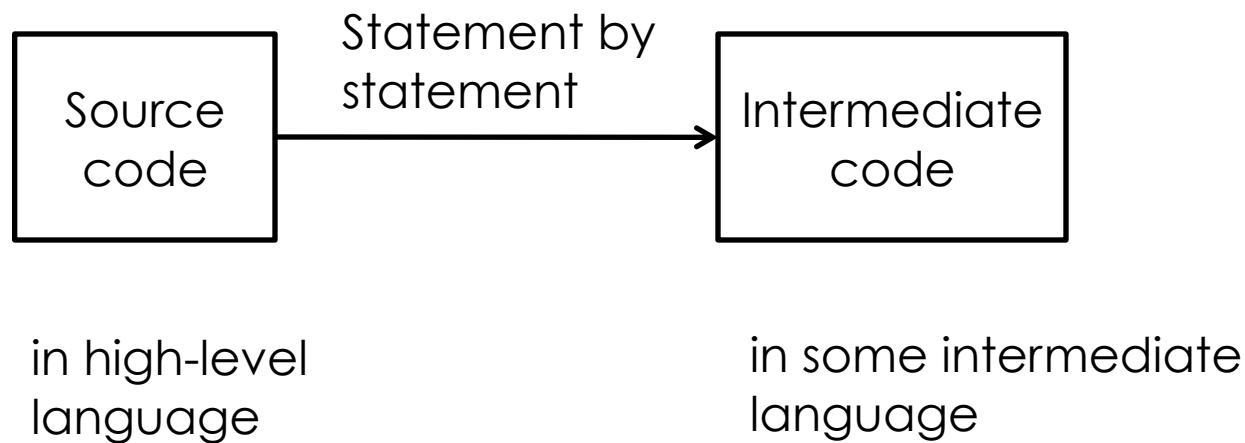 Statement by
statement
Source
code
Intermediate
code
in high-level
language
in some intermediate
language